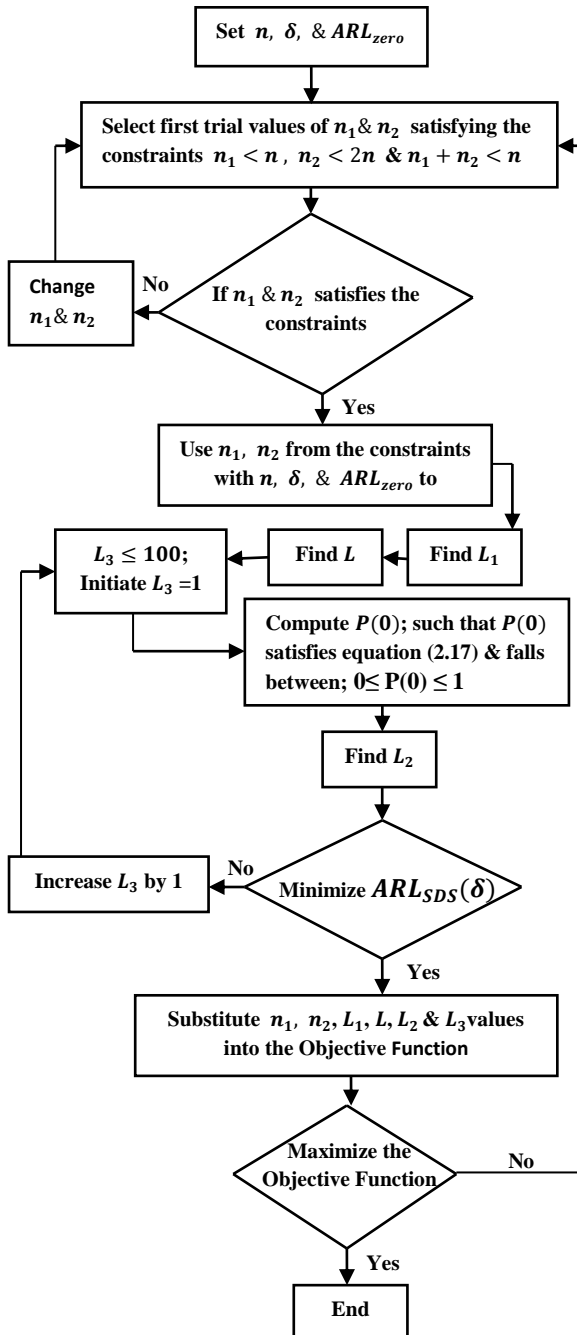 Set n, δ, & ARL_zero
Select first trial values of n₁& n₂ satisfying the
constraints n₁ < n , n₂ < 2n & n₁ + n₂ < n
Change
n₁& n₂
No
If n₁ & n₂ satisfies the
constraints
Yes
Use n₁, n₂ from the constraints
with n, δ, & ARL_zero to
L₃ ≤ 100;
Initiate L₃ =1
Find L
Find L₁
Compute P(0); such that P(0)
satisfies equation (2.17) & falls
between; 0≤ P(0) ≤ 1
Find L₂
Increase L₃ by 1
No
Minimize ARL_SDS(δ)
Yes
Substitute n₁, n₂, L₁, L, L₂ & L₃values
into the Objective Function
Maximize the
Objective Function
No
Yes
End